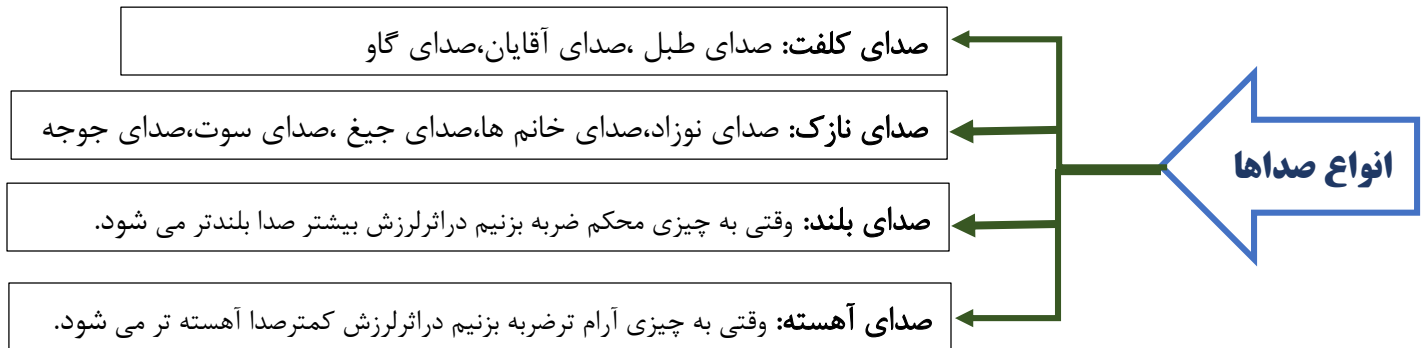 انواع صداها
صدای کلفت: صدای طبل ،صدای آقایان،صدای گاو
صدای نازک: صدای نوزاد،صدای خانم ها،صدای جیغ ،صدای سوت،صدای جوجه
صدای بلند: وقتی به چیزی محکم ضربه بزنیم دراثرلرزش بیشتر صدا بلندتر می شود.
صدای آهسته: وقتی به چیزی آرام ترضربه بزنیم دراثرلرزش کمترصدا آهسته تر می شود.